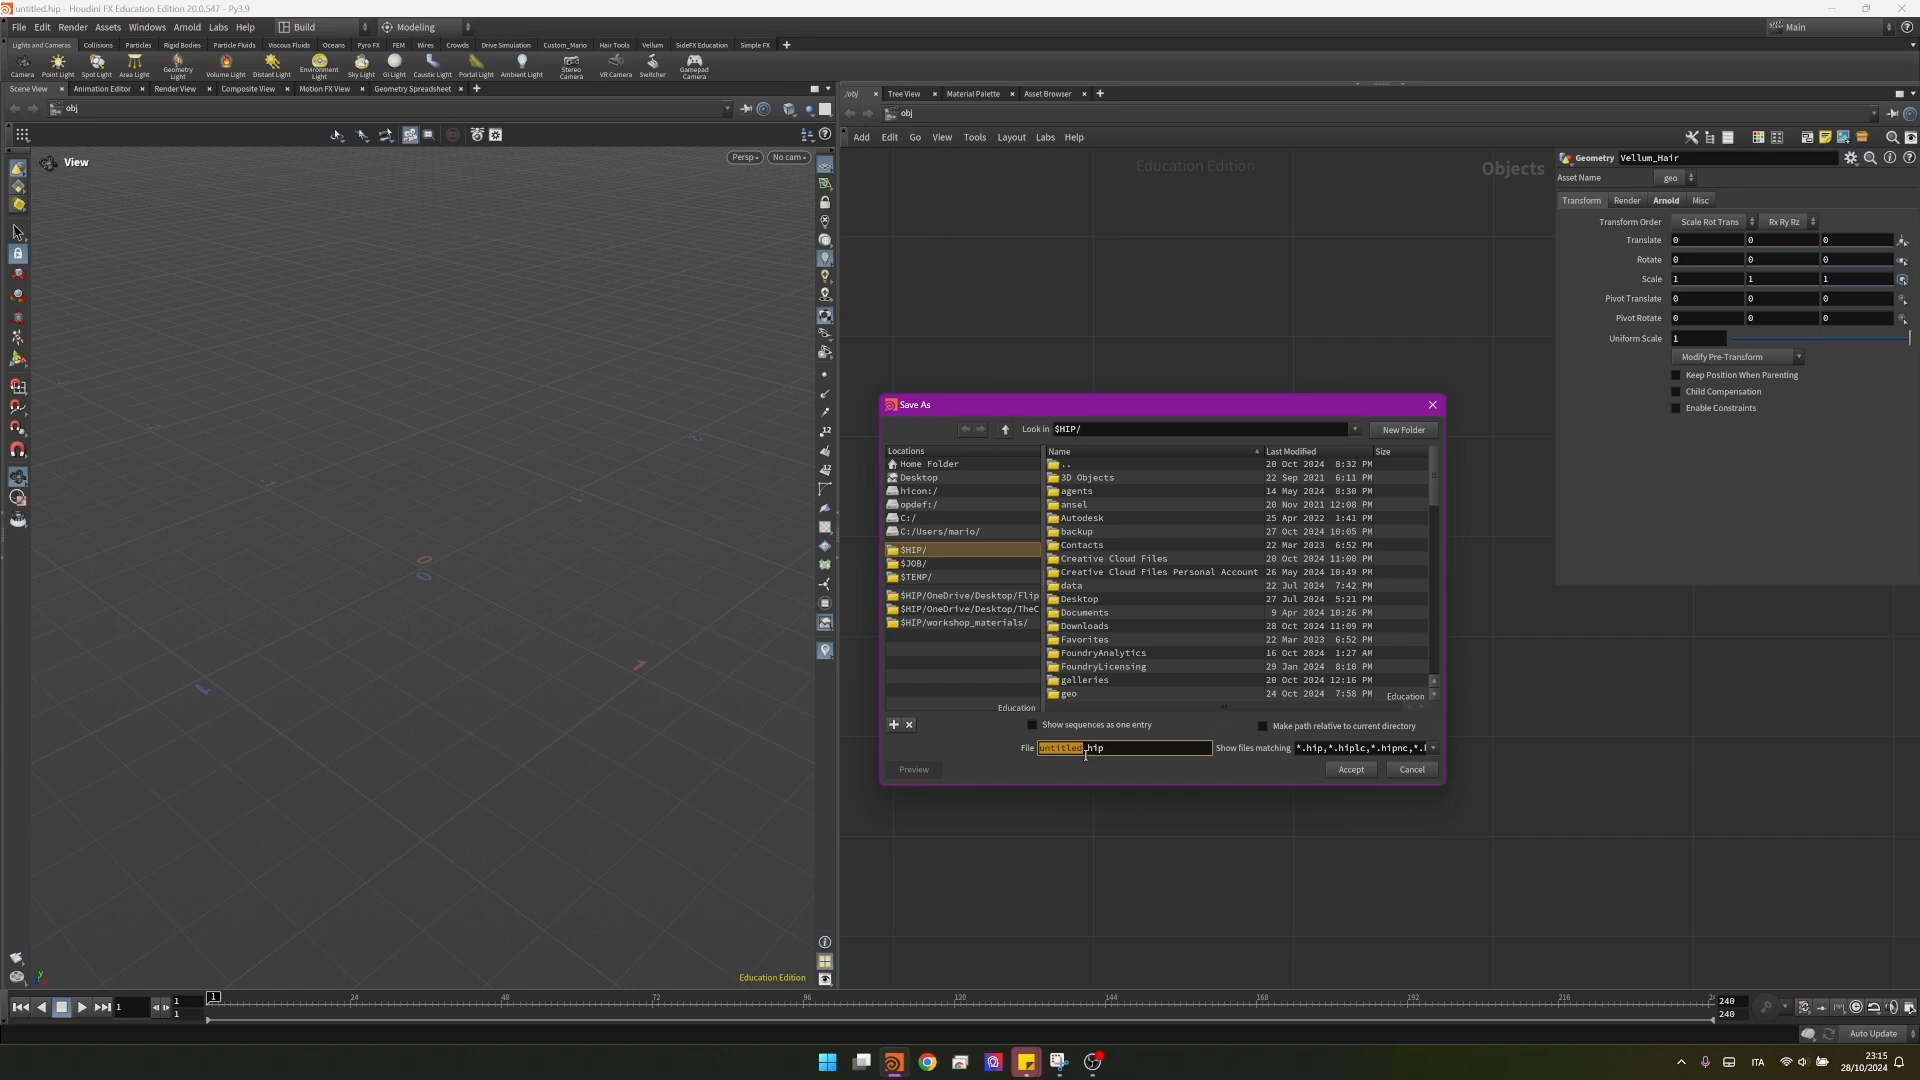 untitled.hip - Houdini FX Education Edition 20.0.547 - Py3.9
File Edit Render Assets Windows Arnold Labs Help Build Modeling Main
Lights and Cameras Collisions Particles Rigid Bodies Particle Fluids Viscous Fluids Oceans Pyro FX FEM Wires Crowds Drive Simulation Custom_Mario Hair Tools Vellum SideFX Education Simple FX
Camera Point Light Spot Light Area Light Geometry Light Volume Light Distant Light Environment Light Sky Light GI Light Caustic Light Portal Light Ambient Light Stereo Camera VR Camera Switcher Gamepad Camera
Scene View Animation Editor Render View Composite View Motion FX View Geometry Spreadsheet
/obj Tree View Material Palette Asset Browser
obj
obj
Add Edit Go View Tools Layout Labs Help
View
Persp No cam
Education Edition
Objects
Geometry Vellum_Hair
Asset Name geo
Transform Render Arnold Misc
Transform Order Scale Rot Trans Rx Ry Rz
Translate 0 0 0
Rotate 0 0 0
Scale 1 1 1
Pivot Translate 0 0 0
Pivot Rotate 0 0 0
Uniform Scale 1
Modify Pre-Transform
Keep Position When Parenting
Child Compensation
Enable Constraints
Save As
Look in $HIP/ New Folder
Locations
Home Folder
Desktop
hicon:/
opdef:/
C:/
C:/Users/mario/
$HIP/
$JOB/
$TEMP/
$HIP/OneDrive/Desktop/Flip
$HIP/OneDrive/Desktop/TheC
$HIP/workshop_materials/
Education
Name Last Modified Size
.. 20 Oct 2024 8:32 PM
3D Objects 22 Sep 2021 6:11 PM
agents 14 May 2024 8:30 PM
ansel 20 Nov 2021 12:08 PM
Autodesk 25 Apr 2022 1:41 PM
backup 27 Oct 2024 10:05 PM
Contacts 22 Mar 2023 6:52 PM
Creative Cloud Files 20 Oct 2024 11:00 PM
Creative Cloud Files Personal Account 26 May 2024 10:49 PM
data 22 Jul 2024 7:42 PM
Desktop 27 Jul 2024 5:21 PM
Documents 9 Apr 2024 10:26 PM
Downloads 28 Oct 2024 11:09 PM
Favorites 22 Mar 2023 6:52 PM
FoundryAnalytics 16 Oct 2024 1:27 AM
FoundryLicensing 29 Jan 2024 8:10 PM
galleries 20 Oct 2024 12:16 PM
geo 24 Oct 2024 7:58 PM
Education
Show sequences as one entry
Make path relative to current directory
File untitled.hip Show files matching *.hip,*.hiplc,*.hipnc,*.
Preview Accept Cancel
Education Edition
1 1 1 1 24 48 72 96 120 144 168 192 216 240
240
Auto Update
ITA 23:15
28/10/2024